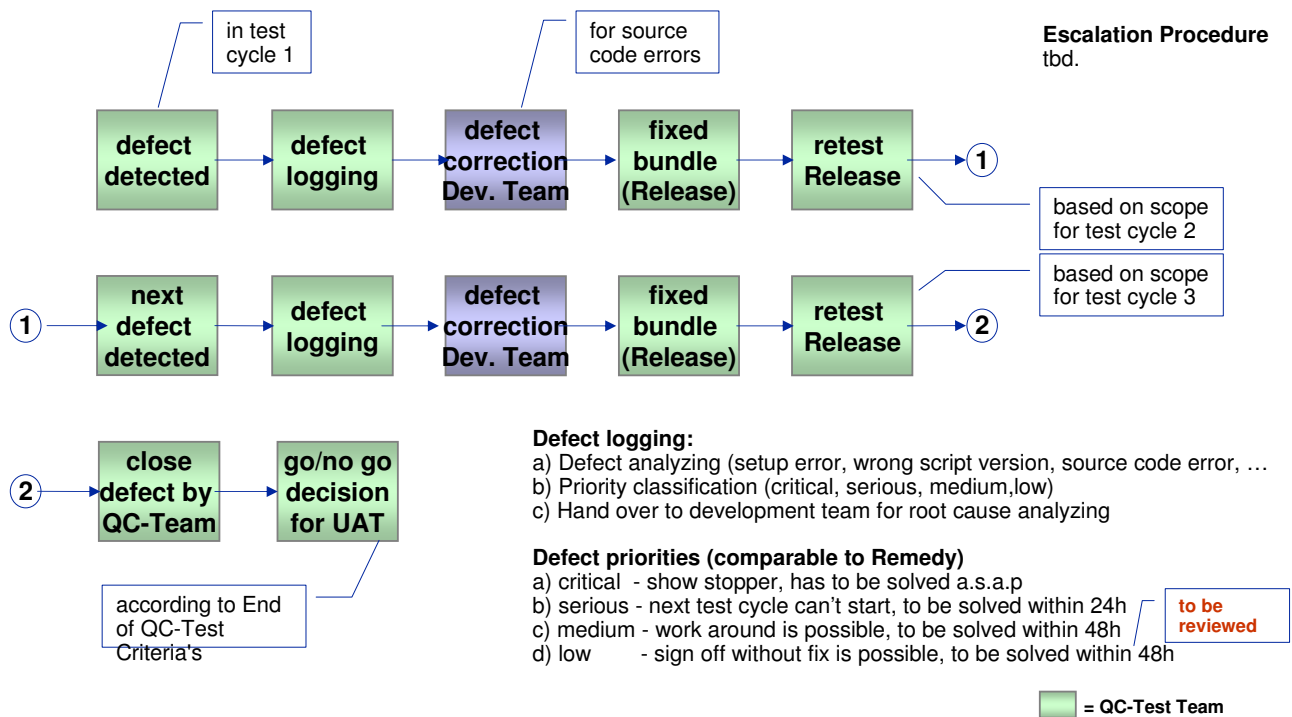 in test
cycle 1
for source
code errors
Escalation Procedure
tbd.
defect
detected
defect
logging
defect
correction
Dev. Team
fixed
bundle
(Release)
retest
Release
1
based on scope
for test cycle 2
based on scope
for test cycle 3
1
next
defect
detected
defect
logging
defect
correction
Dev. Team
fixed
bundle
(Release)
retest
Release
2
2
close
defect by
QC-Team
go/no go
decision
for UAT
according to End
of QC-Test
Criteria's
Defect logging:
a) Defect analyzing (setup error, wrong script version, source code error, …
b) Priority classification (critical, serious, medium,low)
c) Hand over to development team for root cause analyzing
Defect priorities (comparable to Remedy)
a) critical - show stopper, has to be solved a.s.a.p
b) serious - next test cycle can't start, to be solved within 24h
c) medium - work around is possible, to be solved within 48h
d) low - sign off without fix is possible, to be solved within 48h
to be
reviewed
= QC-Test Team